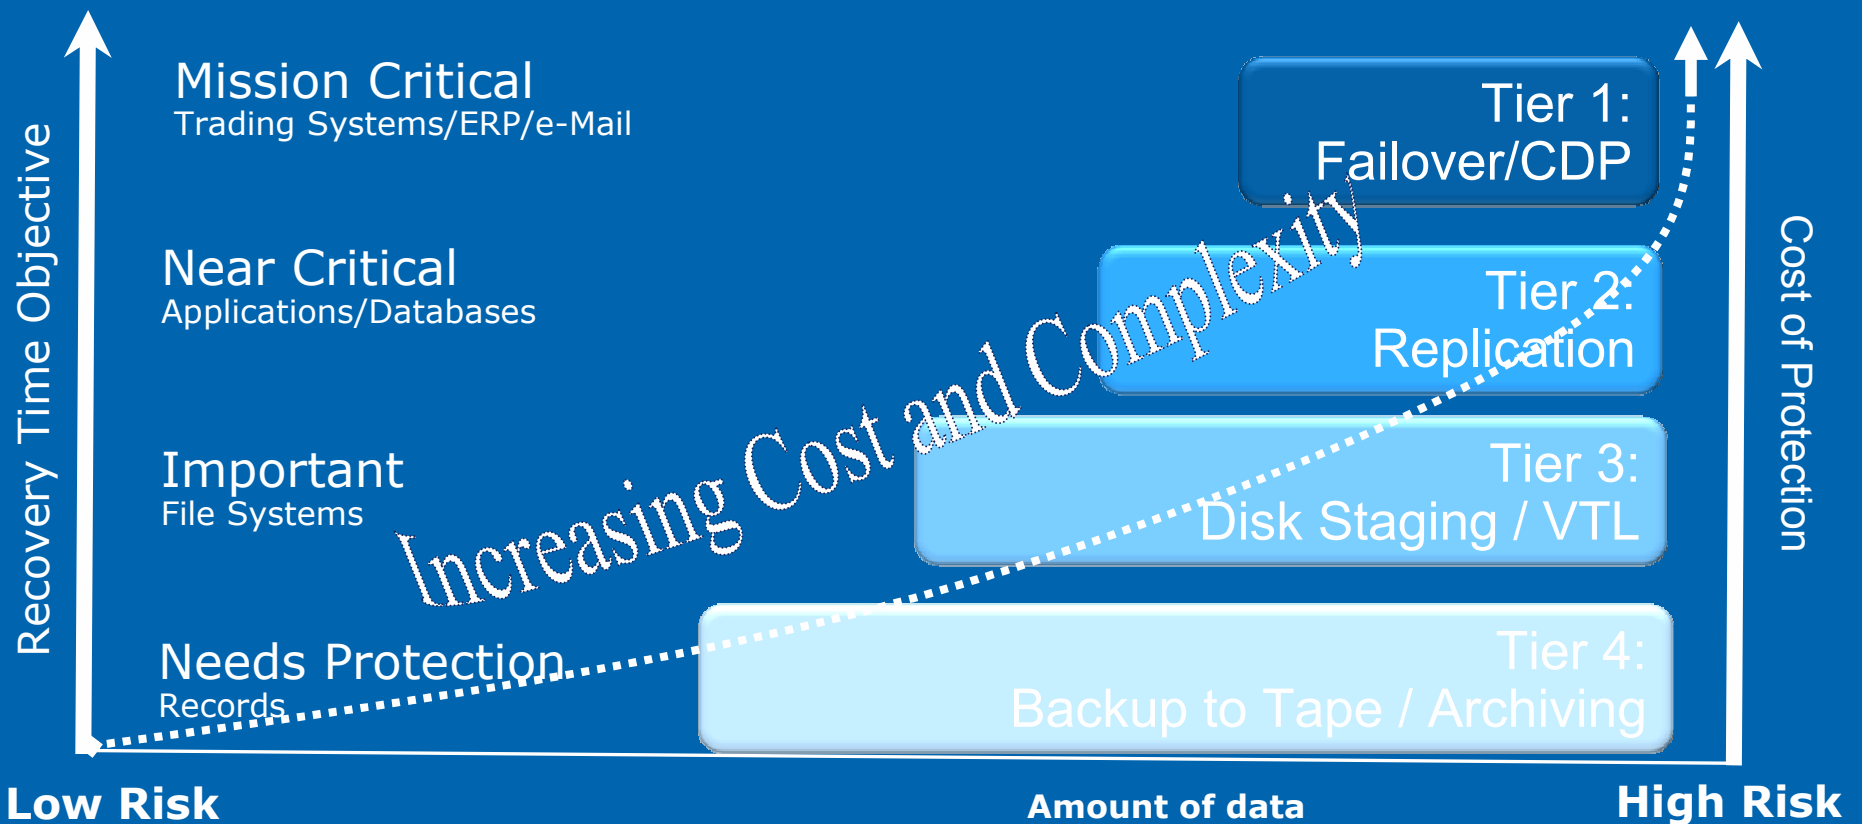 Recovery Time Objective
Mission Critical
Trading Systems/ERP/e-Mail
Near Critical
Applications/Databases
Important
File Systems
Needs Protection
Records
Increasing Cost and Complexity
Tier 1:
Failover/CDP
Tier 2:
Replication
Tier 3:
Disk Staging / VTL
Tier 4:
Backup to Tape / Archiving
Cost of Protection
Low Risk
Amount of data
High Risk